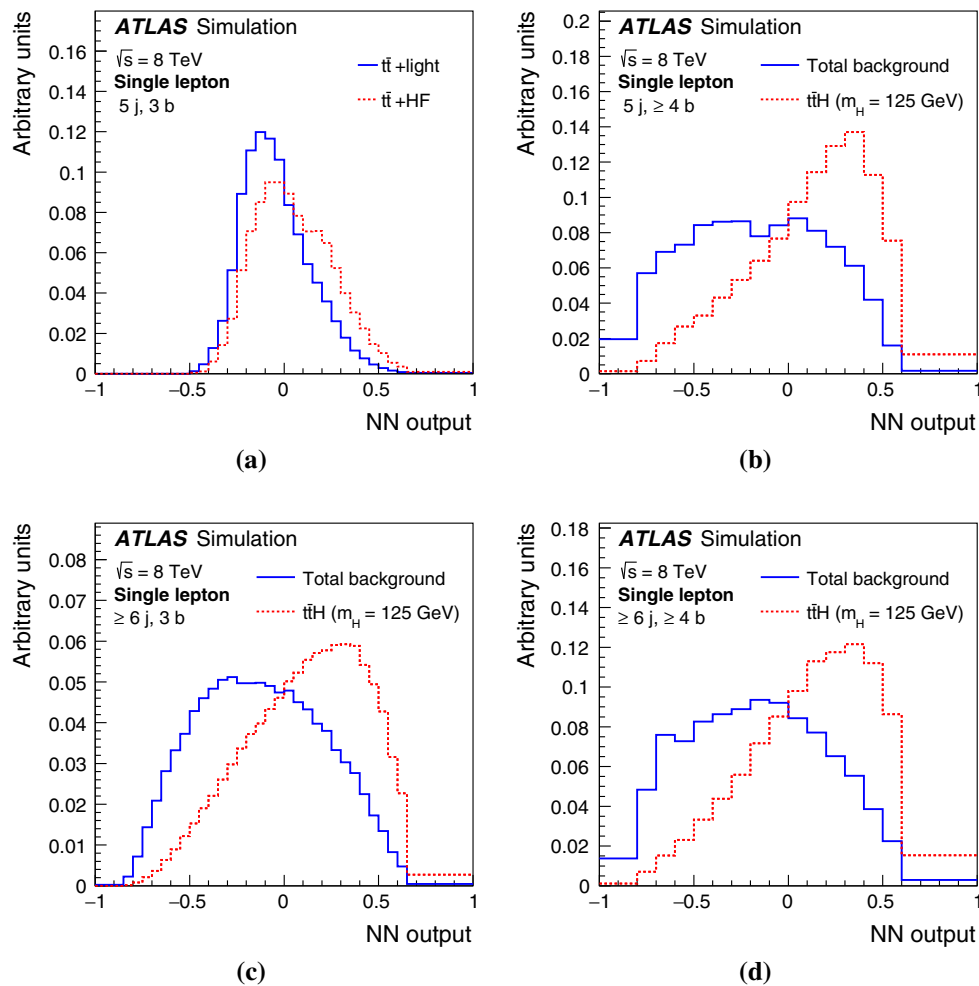 Arbitrary units
0.16
0.14
0.12
0.1
0.08
0.06
0.04
0.02
0
ATLAS Simulation
√s = 8 TeV
Single lepton
5 j, 3 b
tt̄ +light
tt̄ +HF
−1 −0.5 0 0.5 1
NN output
(a)
Arbitrary units
0.2
0.18
0.16
0.14
0.12
0.1
0.08
0.06
0.04
0.02
0
ATLAS Simulation
√s = 8 TeV
Single lepton
5 j, ≥ 4 b
Total background
tt̄H (m_H = 125 GeV)
−1 −0.5 0 0.5 1
NN output
(b)
Arbitrary units
0.08
0.07
0.06
0.05
0.04
0.03
0.02
0.01
0
ATLAS Simulation
√s = 8 TeV
Single lepton
≥ 6 j, 3 b
Total background
tt̄H (m_H = 125 GeV)
−1 −0.5 0 0.5 1
NN output
(c)
Arbitrary units
0.18
0.16
0.14
0.12
0.1
0.08
0.06
0.04
0.02
0
ATLAS Simulation
√s = 8 TeV
Single lepton
≥ 6 j, ≥ 4 b
Total background
tt̄H (m_H = 125 GeV)
−1 −0.5 0 0.5 1
NN output
(d)